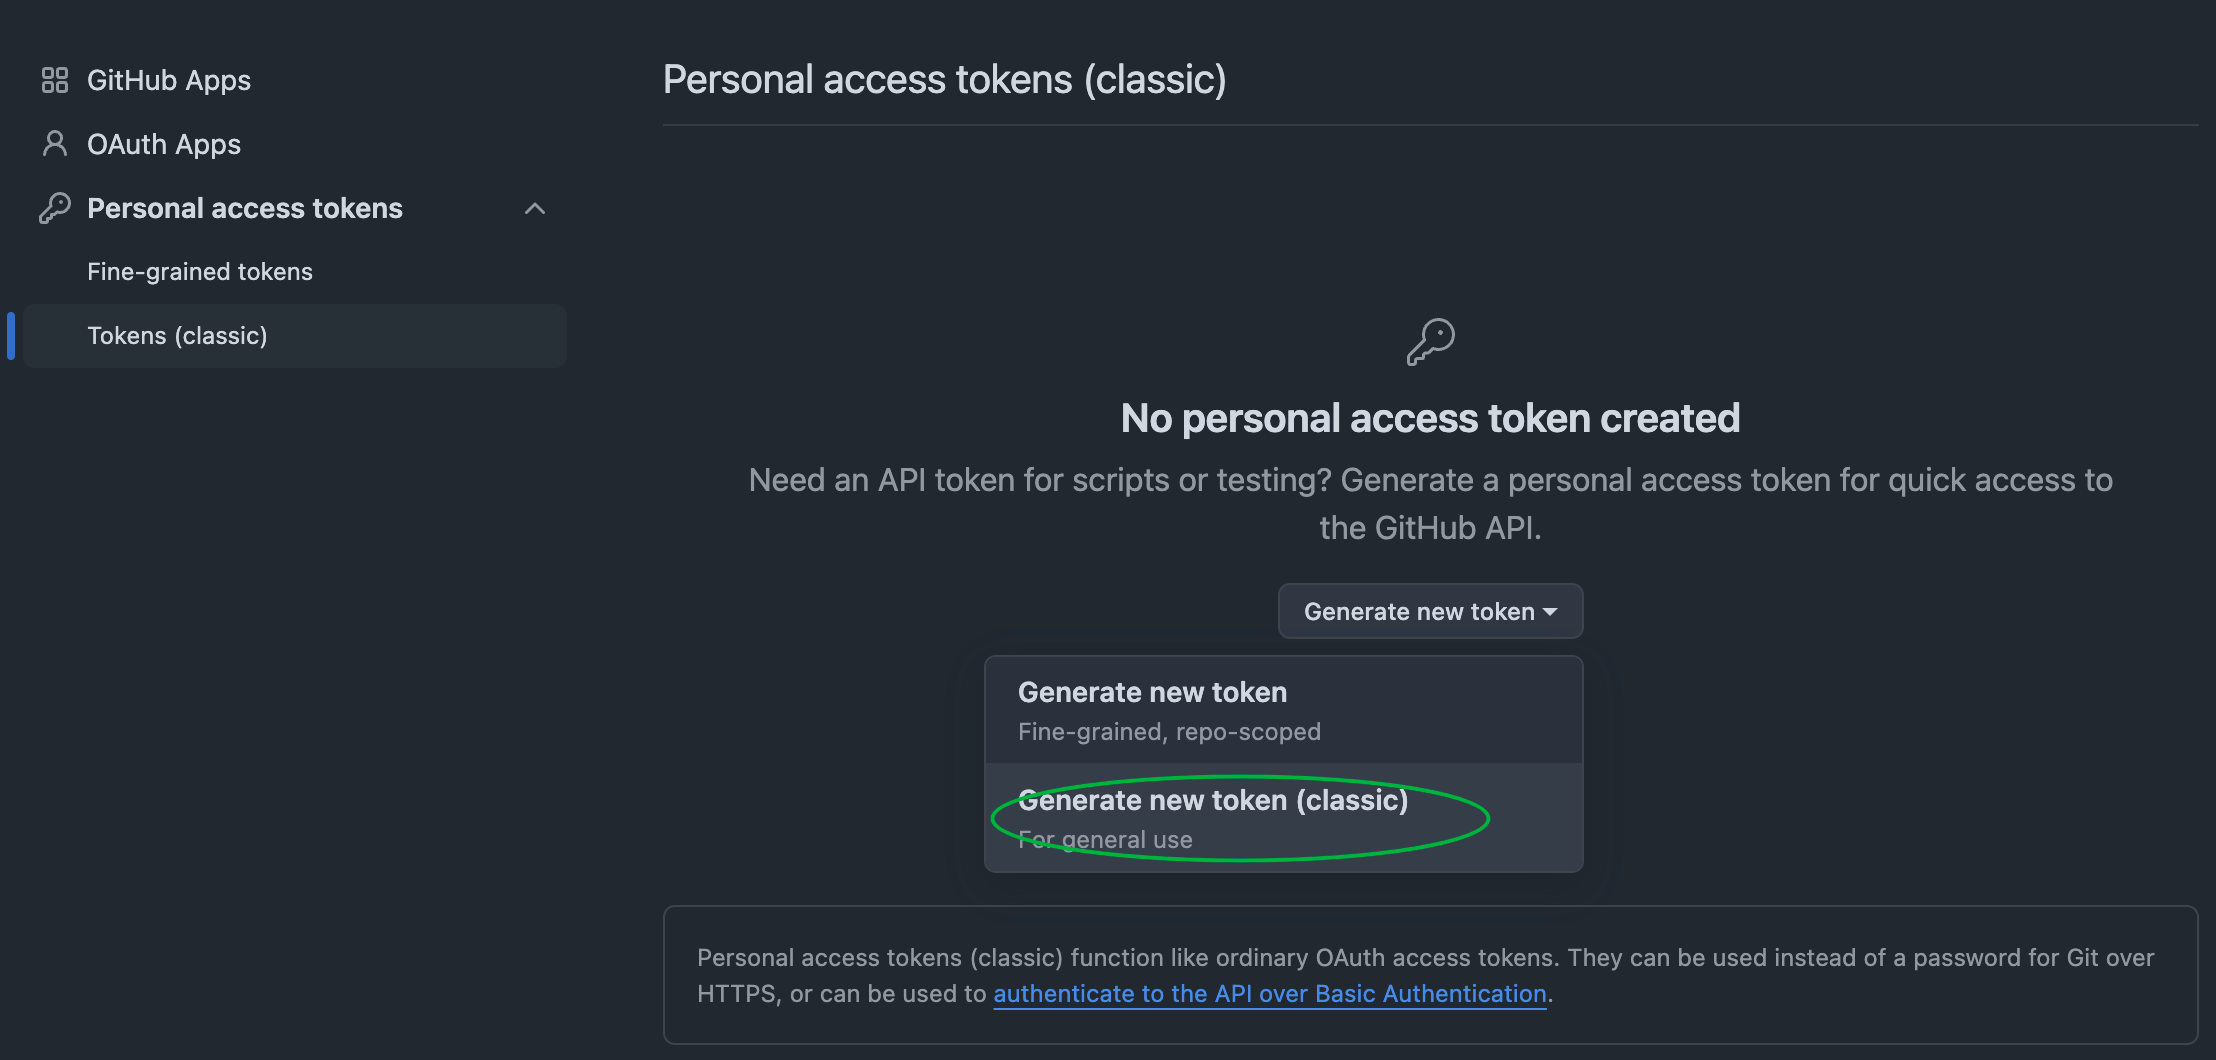 GitHub Apps
OAuth Apps
Personal access tokens
Fine-grained tokens
Tokens (classic)
Personal access tokens (classic)
No personal access token created
Need an API token for scripts or testing? Generate a personal access token for quick access to
the GitHub API.
Generate new token
Generate new token
Fine-grained, repo-scoped
Generate new token (classic)
For general use
Personal access tokens (classic) function like ordinary OAuth access tokens. They can be used instead of a password for Git over
HTTPS, or can be used to authenticate to the API over Basic Authentication.